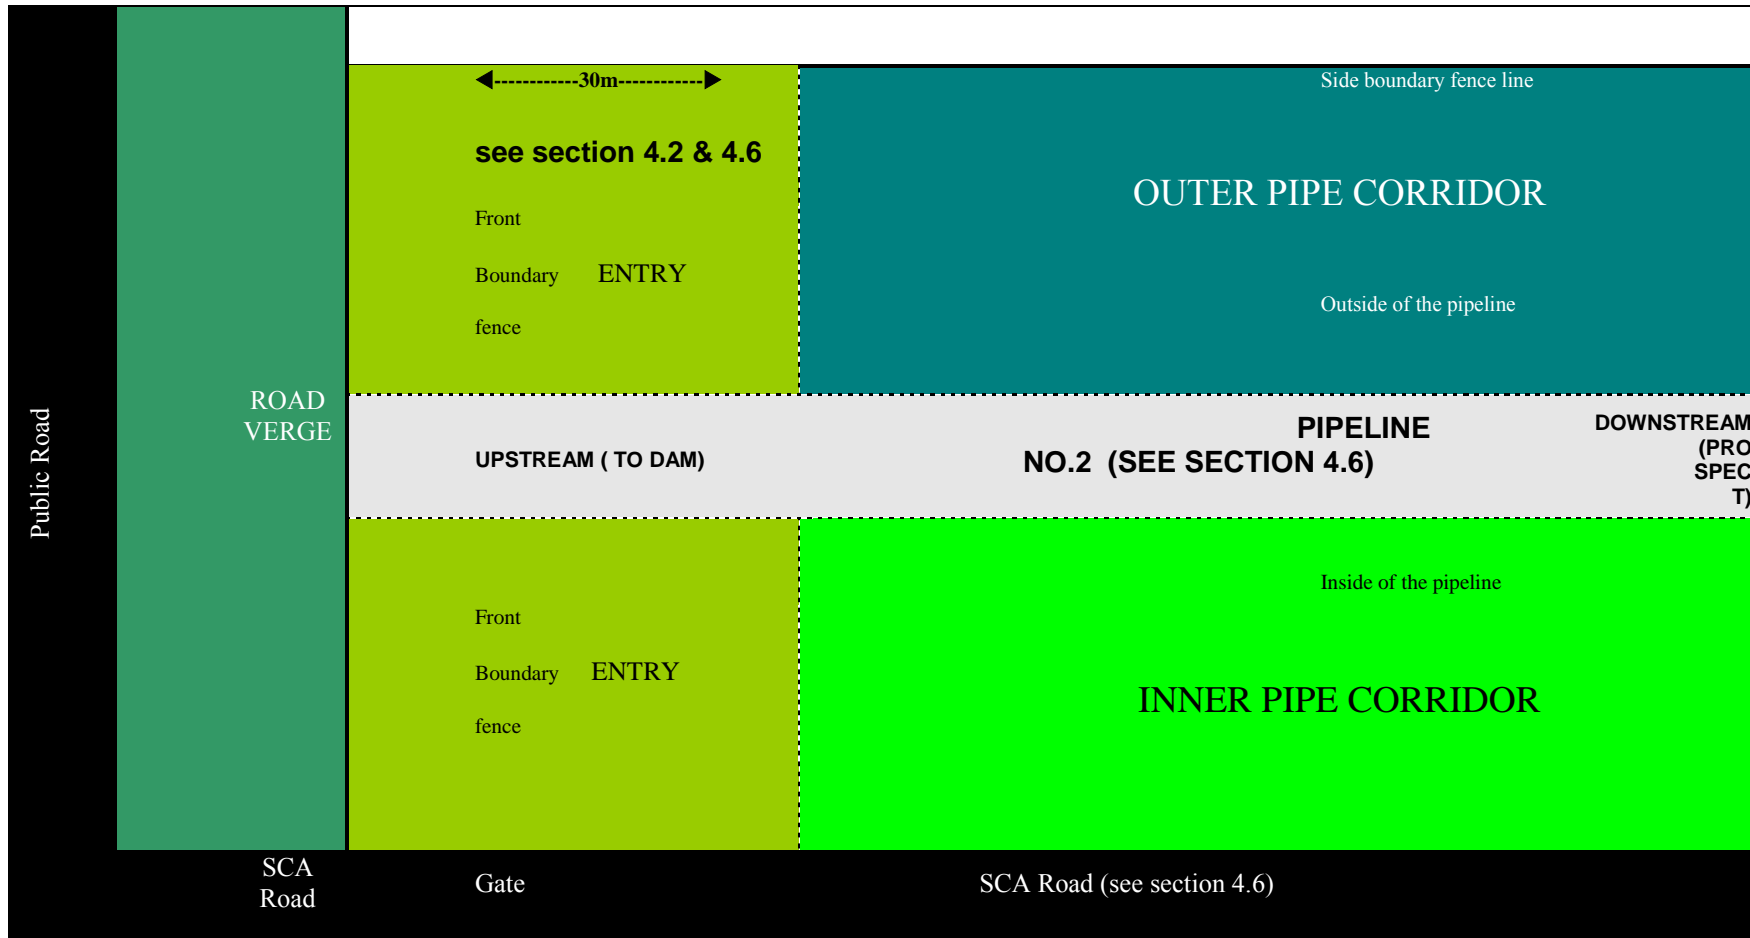 ◄------------30m------------►
Side boundary fence line
see section 4.2 & 4.6
OUTER PIPE CORRIDOR
Front
Boundary ENTRY
fence
Outside of the pipeline
Public Road
ROAD
VERGE
UPSTREAM ( TO DAM)
PIPELINE
NO.2 (SEE SECTION 4.6)
DOWNSTREAM
(PRO
SPEC
T)
Inside of the pipeline
Front
Boundary ENTRY
fence
INNER PIPE CORRIDOR
SCA
Road
Gate
SCA Road (see section 4.6)